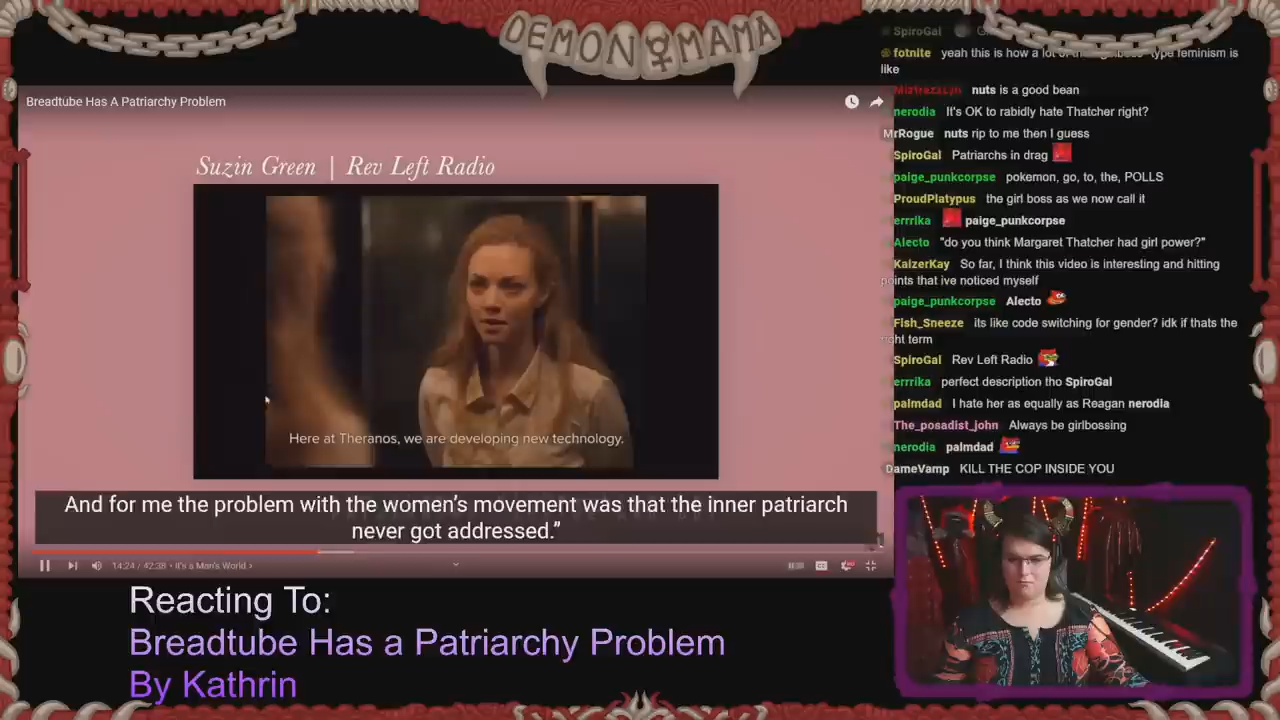 DEMON MAMA
Breadtube Has A Patriarchy Problem
Suzin Green | Rev Left Radio
Here at Theranos, we are developing new technology.
And for me the problem with the women’s movement was that the inner patriarch
never got addressed.”
14:24 / 42:38 • It's a Man's World ›
Reacting To:
Breadtube Has a Patriarchy Problem
By Kathrin
SpiroGal
fotnite yeah this is how a lot of type feminism is
like
nuts is a good bean
nerodia It's OK to rabidly hate Thatcher right?
MrRogue nuts rip to me then I guess
SpiroGal Patriarchs in drag
paige_punkcorpse pokemon, go, to, the, POLLS
ProudPlatypus the girl boss as we now call it
errrika paige_punkcorpse
Alecto "do you think Margaret Thatcher had girl power?"
KaizerKay So far, I think this video is interesting and hitting
points that ive noticed myself
paige_punkcorpse Alecto
Fish_Sneeze its like code switching for gender? idk if thats the
right term
SpiroGal Rev Left Radio
errrika perfect description tho SpiroGal
palmdad I hate her as equally as Reagan nerodia
The_posadist_john Always be girlbossing
nerodia palmdad
DameVamp KILL THE COP INSIDE YOU